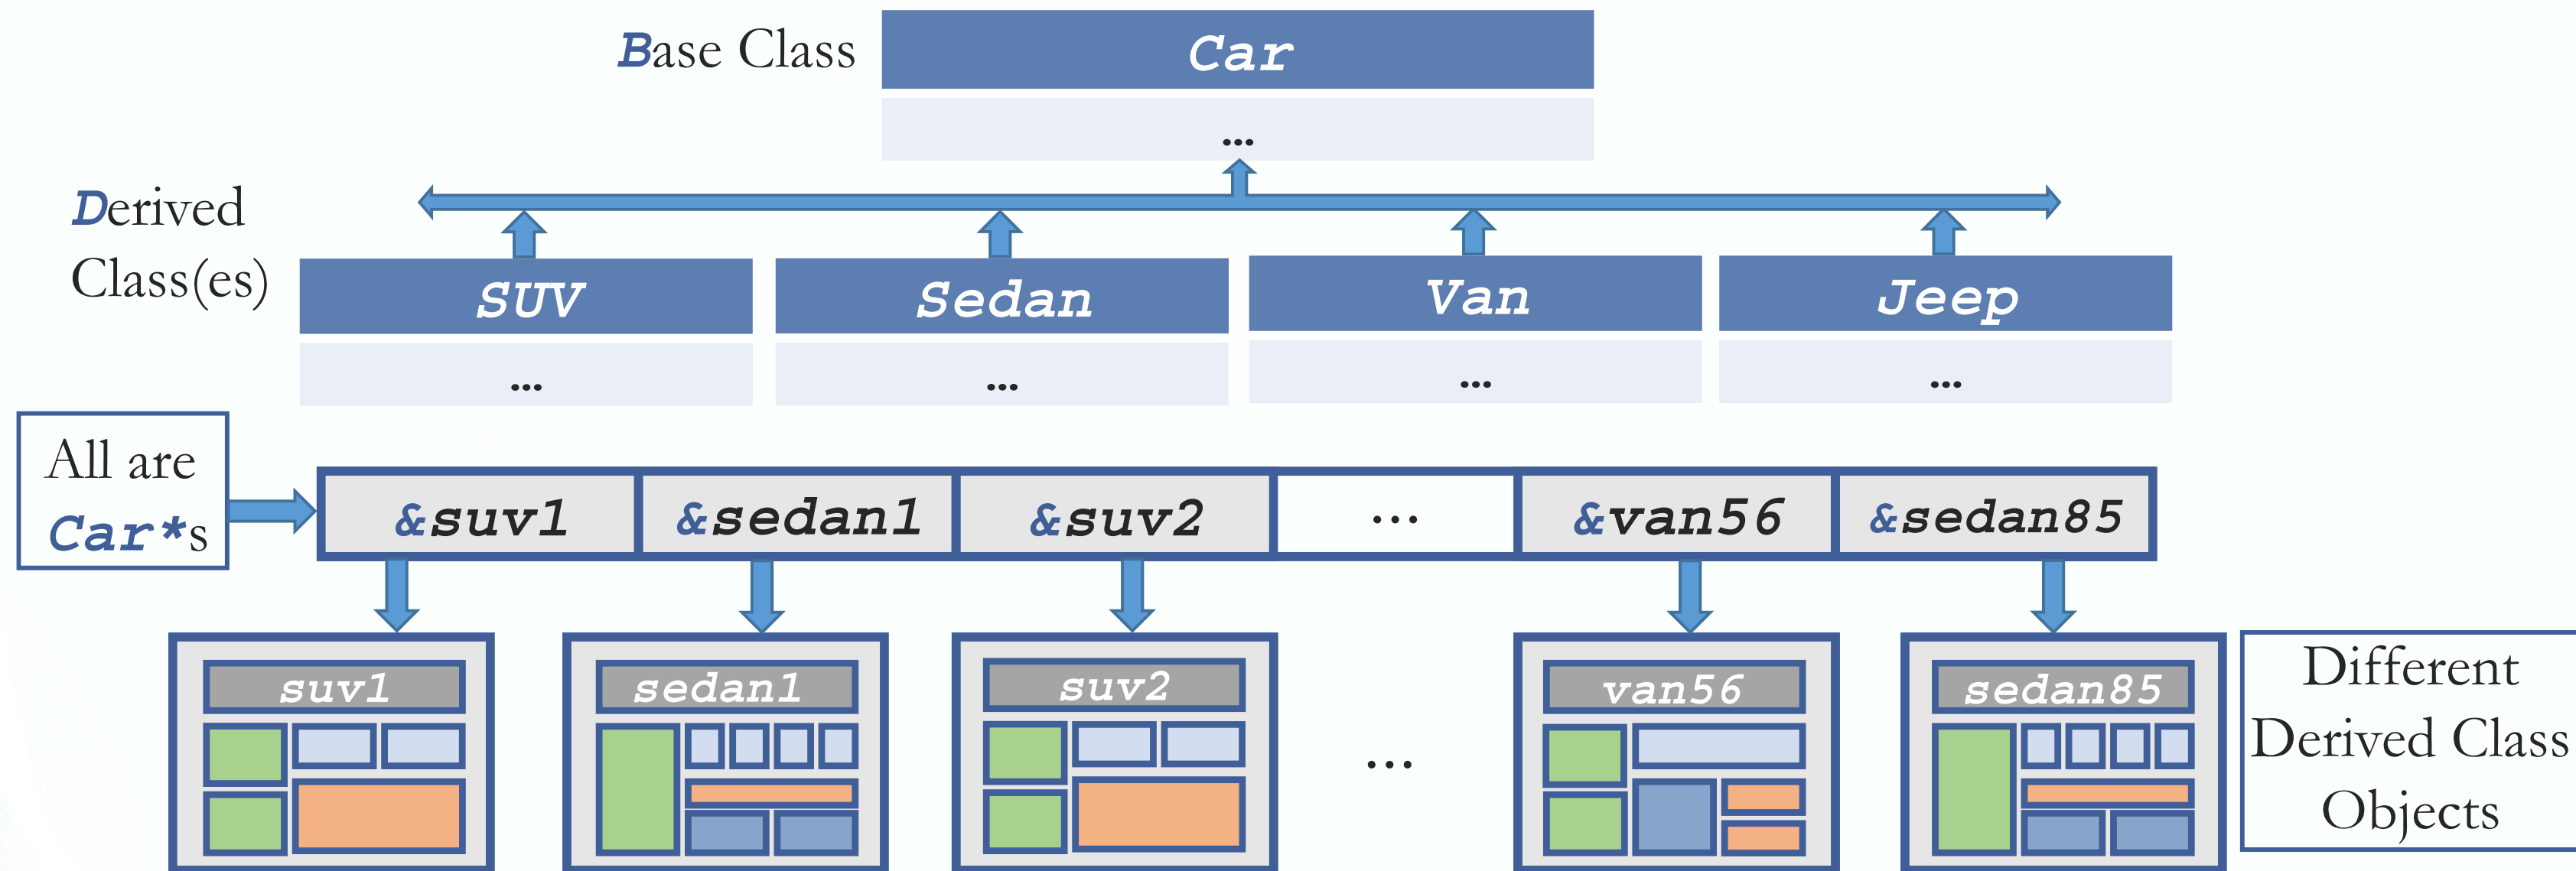 Base Class
Car
...
Derived
Class(es)
SUV
Sedan
Van
Jeep
...
...
...
...
All are
Car*s
&suv1
&sedan1
&suv2
...
&van56
&sedan85
suv1
sedan1
suv2
...
van56
sedan85
Different
Derived Class
Objects